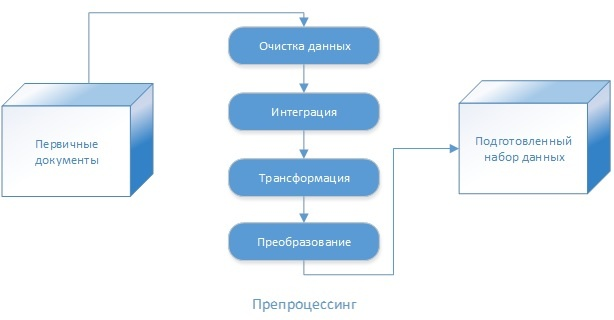 Очистка данных
Первичные
документы
Интеграция
Подготовленный
набор данных
Трансформация
Преобразование
Препроцессинг